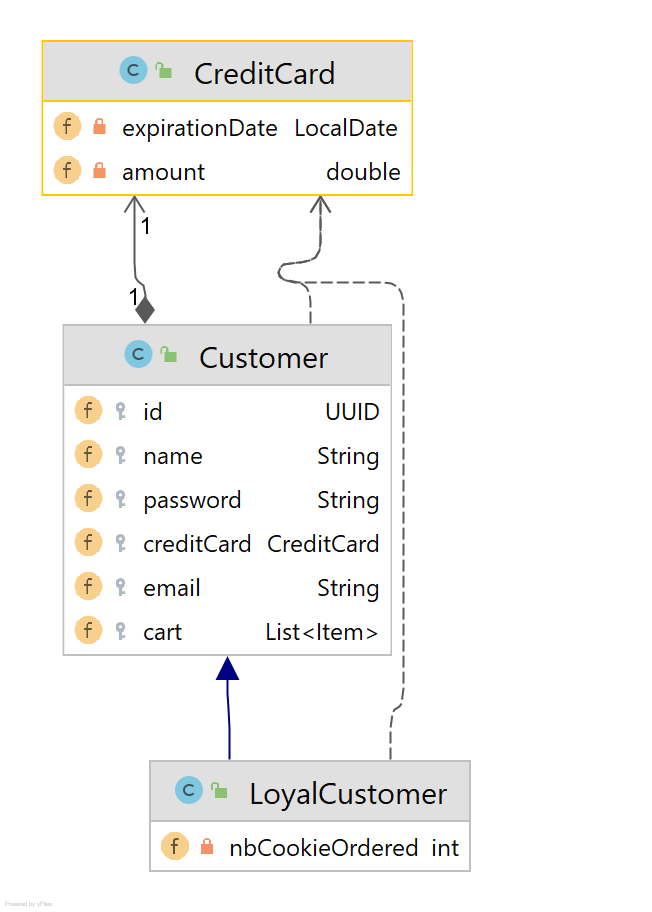 C CreditCard
f expirationDate LocalDate
f amount double
1
1
C Customer
f id UUID
f name String
f password String
f creditCard CreditCard
f email String
f cart List<Item>
C LoyalCustomer
f nbCookieOrdered int
Powered by yFiles